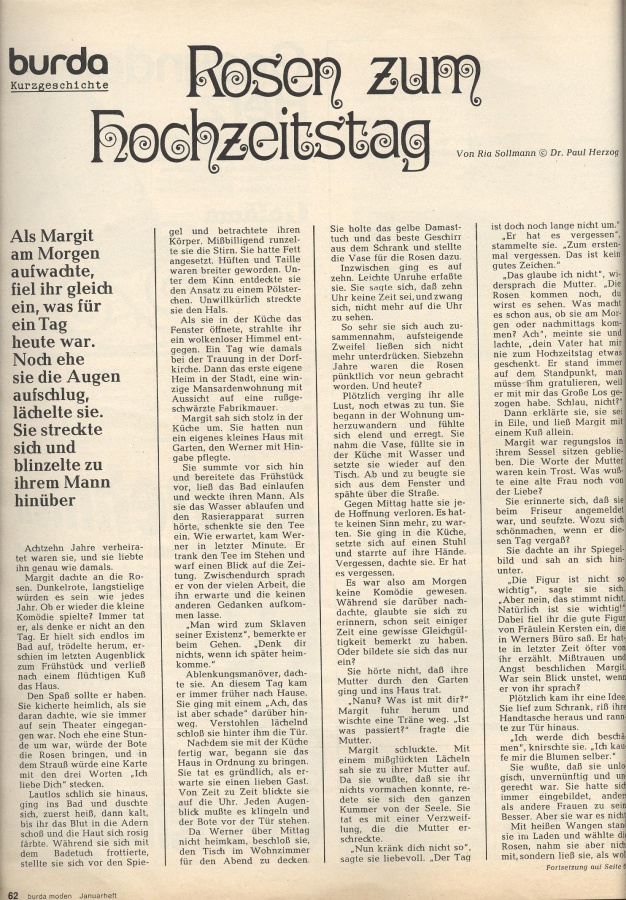 burda
Kurzgeschichte
Rosen zum
Hochzeitstag
Von Ria Sollmann © Dr. Paul Herzog
Als Margit
am Morgen
aufwachte,
fiel ihr gleich
ein, was für
ein Tag
heute war.
Noch ehe
sie die Augen
aufschlug,
lächelte sie.
Sie streckte
sich und
blinzelte zu
ihrem Mann
hinüber
Achtzehn Jahre verheira-
tet waren sie, und sie liebte
ihn genau wie damals.
Margit dachte an die Ro-
sen. Dunkelrote, langstielige
würden es sein wie jedes
Jahr. Ob er wieder die kleine
Komödie spielte? Immer tat
er, als denke er nicht an den
Tag. Er hielt sich endlos im
Bad auf, trödelte herum, er-
schien im letzten Augenblick
zum Frühstück und verließ
nach einem flüchtigen Kuß
das Haus.
Den Spaß sollte er haben.
Sie kicherte heimlich, als sie
daran dachte, wie sie immer
auf sein Theater eingegan-
gen war. Noch eher eine Stun-
de um war, würde der Bote
die Rosen bringen, und in
dem Strauß würde eine Karte
mit den drei Worten „Ich
liebe Dich" stecken.
Lautlos schlich sie hinaus,
ging ins Bad und duschte
sich, zuerst heiß, dann kalt,
bis ihr das Blut in die Adern
schoß und die Haut sich rosig
färbte. Während sie sich mit
dem Badetuch frottierte,
stellte sie sich vor den Spie-
gel und betrachtete ihren
Körper. Mißbilligend runzel-
te sie die Stirn. Sie hatte Fett
angesetzt. Hüften und Taille
waren breiter geworden. Un-
ter dem Kinn entdeckte sie
den Ansatz zu einem Pölster-
chen. Unwillkürlich streckte
sie den Hals.
Als sie in der Küche das
Fenster öffnete, strahlte ihr
ein wolkenloser Himmel ent-
gegen. Ein Tag wie damals
bei der Trauung in der Dorf-
kirche. Dann das erste eigene
Heim in der Stadt, eine win-
zige Mansardenwohnung mit
Aussicht auf eine rußge-
schwärzte Fabrikmauer.
Margit sah sich stolz in der
Küche um. Sie hatten nun
ein eigenes kleines Haus mit
Garten, den Werner mit Hin-
gabe pflegte.
Sie summte vor sich hin
und bereitete das Frühstück
vor, ließ das Bad einlaufen
und weckte ihren Mann. Als
sie das Wasser ablaufen und
den Rasierapparat surren
hörte, schenkte sie den Tee
ein. Wie erwartet, kam Wer-
ner in letzter Minute. Er
trank den Tee im Stehen und
warf einen Blick auf die Zei-
tung. Zwischendurch sprach
er von der vielen Arbeit, die
ihn erwarte und die keinen
anderen Gedanken aufkom-
men lasse.
„Man wird zum Sklaven
seiner Existenz", bemerkte er
beim Gehen. „Denk dir
nichts, wenn ich später heim-
komme."
Ablenkungsmanöver, dach-
te sie. An diesem Tag kam
er immer früher nach Hause.
Sie ging mit einem „Ach, das
ist aber schade" darüber hin-
weg. Verstohlen lächelnd
schloß sie hinter ihm die Tür.
Nachdem sie mit der Küche
fertig war, begann sie das
Haus in Ordnung zu bringen.
Sie tat es gründlich, als er-
warte sie einen lieben Gast.
Von Zeit zu Zeit blickte sie
auf die Uhr. Jeden Augen-
blick mußte es klingeln und
der Bote vor der Tür stehen.
Da Werner über Mittag
nicht heimkam, beschloß sie,
den Tisch im Wohnzimmer
für den Abend zu decken.
Sie holte das gelbe Damast-
tuch und das beste Geschirr
aus dem Schrank und stellte
die Vase für die Rosen dazu.
Inzwischen ging es auf
zehn. Leichte Unruhe erfaßte
sie. Sie sagte sich, daß zehn
Uhr keine Zeit sei, und zwang
sich, nicht mehr auf die Uhr
zu sehen.
So sehr sie sich auch zu-
sammennahm, aufsteigende
Zweifel ließen sich nicht
mehr unterdrücken. Siebzehn
Jahre waren die Rosen
pünktlich vor neun gebracht
worden. Und heute?
Plötzlich verging ihr alle
Lust, noch etwas zu tun. Sie
begann in der Wohnung um-
herzuwandern und fühlte
sich elend und erregt. Sie
nahm die Vase, füllte sie in
der Küche mit Wasser und
setzte sie wieder auf den
Tisch. Ab und zu beugte sie
sich aus dem Fenster und
spähte über die Straße.
Gegen Mittag hatte sie je-
de Hoffnung verloren. Es hat-
te keinen Sinn mehr, zu war-
ten. Sie ging in die Küche,
setzte sich auf einen Stuhl
und starrte auf ihre Hände.
Vergessen, dachte sie. Er hat
es vergessen.
Es war also am Morgen
keine Komödie gewesen.
Während sie darüber nach-
dachte, glaubte sie sich zu
erinnern, schon seit einiger
Zeit eine gewisse Gleichgül-
tigkeit bemerkt zu haben.
Oder bildete sie sich das nur
ein?
Sie hörte nicht, daß ihre
Mutter durch den Garten
ging und ins Haus trat.
„Nanu? Was ist mit dir?"
Margit fuhr herum und
wischte eine Träne weg. „Ist
was passiert?" fragte die
Mutter.
Margit schluckte. Mit
einem mißglückten Lächeln
sah sie zu ihrer Mutter auf.
Da sie wußte, daß sie ihr
nichts vormachen konnte, re-
dete sie sich den ganzen
Kummer von der Seele. Sie
tat es mit einer Verzweif-
lung, die die Mutter er-
schreckte.
„Nun kränk dich nicht so",
sagte sie liebevoll. „Der Tag
ist doch noch lange nicht um."
„Er hat es vergessen",
stammelte sie. „Zum ersten-
mal vergessen. Das ist kein
gutes Zeichen."
„Das glaube ich nicht", wi-
dersprach die Mutter. „Die
Rosen kommen noch, du
wirst es sehen. Was macht
es schon aus, ob sie am Mor-
gen oder nachmittags kom-
men? Ach", meinte sie und
lachte, „dein Vater hat mir
nie zum Hochzeitstag etwas
geschenkt. Er stand immer
auf dem Standpunkt, man
müsse ihm gratulieren, weil
er mit mir das Große Los ge-
zogen habe. Schlau, nicht?"
Dann erklärte sie, sie sei
in Eile, und ließ Margit mit
einem Kuß allein.
Margit war regungslos in
ihrem Sessel sitzen geblie-
ben. Die Worte der Mutter
waren kein Trost. Was wuß-
te eine alte Frau noch von
der Liebe?
Sie erinnerte sich, daß sie
beim Friseur angemeldet
war, und seufzte. Wozu sich
schönmachen, wenn er die-
sen Tag vergaß?
Sie dachte an ihr Spiegel-
bild und sah an sich hin-
unter.
„Die Figur ist nicht so
wichtig", sagte sie sich.
„Aber nein, das stimmt nicht.
Natürlich ist sie wichtig!"
Dabei fiel ihr die gute Figur
von Fräulein Kersten ein, die
in Werners Büro saß. Er hat-
te in letzter Zeit öfter von
ihr erzählt. Mißtrauen und
Angst beschlichen Margit.
War sein Blick unstet, wenn
er von ihr sprach?
Plötzlich kam ihr eine Idee.
Sie lief zum Schrank, riß ihre
Handtasche heraus und rann-
te zur Tür hinaus.
„Ich werde dich beschä-
men", knirschte sie. „Ich kau-
fe mir die Blumen selber."
Sie wußte, daß sie unlo-
gisch, unvernünftig und un-
gerecht war. Sie hatte sich
immer eingebildet, anders
als andere Frauen zu sein.
Besser. Aber sie war es nicht.
Mit heißen Wangen stand
sie im Laden und wählte die
Rosen, nahm sie aber nicht
mit, sondern ließ sie, als wol-
Fortsetzung auf Seite
62 burda moden Januarheft